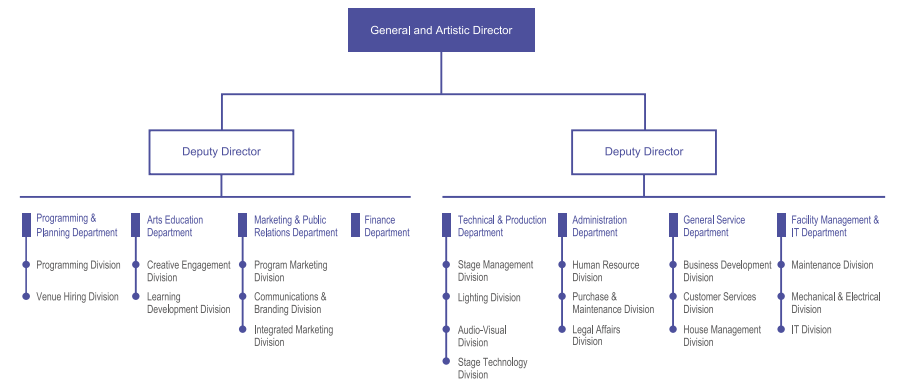 General and Artistic Director
Deputy Director
Deputy Director
Programming &
Planning Department
Programming Division
Venue Hiring Division
Arts Education
Department
Creative Engagement
Division
Learning
Development Division
Marketing & Public
Relations Department
Program Marketing
Division
Communications &
Branding Division
Integrated Marketing
Division
Finance
Department
Technical & Production
Department
Stage Management
Division
Lighting Division
Audio-Visual
Division
Stage Technology
Division
Administration
Department
Human Resource
Division
Purchase &
Maintenance Division
Legal Affairs
Division
General Service
Department
Business Development
Division
Customer Services
Division
House Management
Division
Facility Management &
IT Department
Maintenance Division
Mechanical & Electrical
Division
IT Division